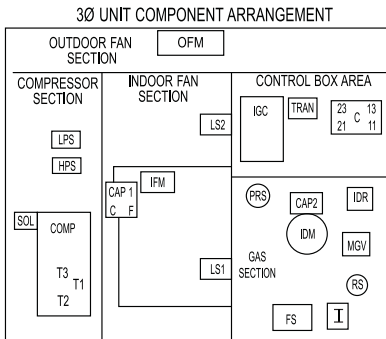 3Ø UNIT COMPONENT ARRANGEMENT
OUTDOOR FAN
SECTION
OFM
COMPRESSOR
SECTION
LPS
HPS
SOL
COMP
T3
T1
T2
INDOOR FAN
SECTION
LS2
CAP 1
C F
IFM
LS1
CONTROL BOX AREA
IGC
TRAN
23 13
C
21 11
PRS
CAP2
IDR
IDM
MGV
GAS
SECTION
RS
FS
I